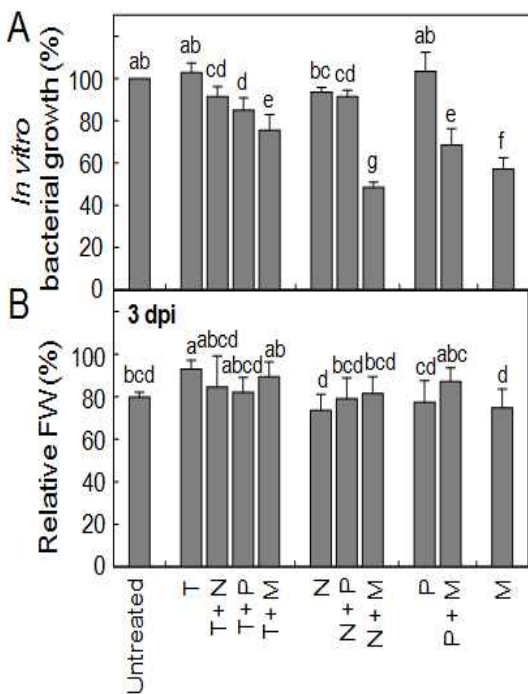 A
In vitro
bacterial growth (%)
100
80
60
40
20
0
ab
ab
cd
d
e
bc
cd
g
ab
e
f
B
3 dpi
Relative FW (%)
100
80
60
40
20
0
bcd
a
abcd
abcd
ab
d
bcd
bcd
cd
abc
d
Untreated
T
T + N
T + P
T + M
N
N + P
N + M
P
P + M
M